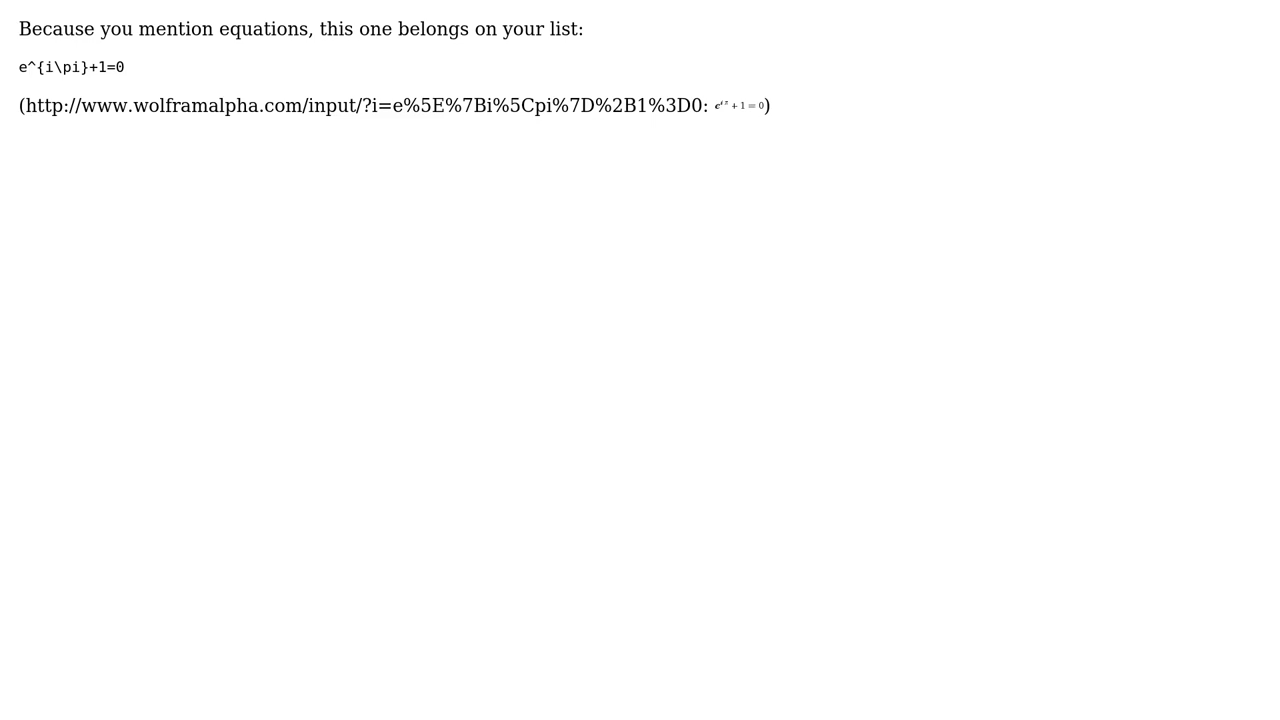 Because you mention equations, this one belongs on your list:
e^{i\pi}+1=0
(http://www.wolframalpha.com/input/?i=e%5E%7Bi%5Cpi%7D%2B1%3D0: e^{iπ}+1=0)